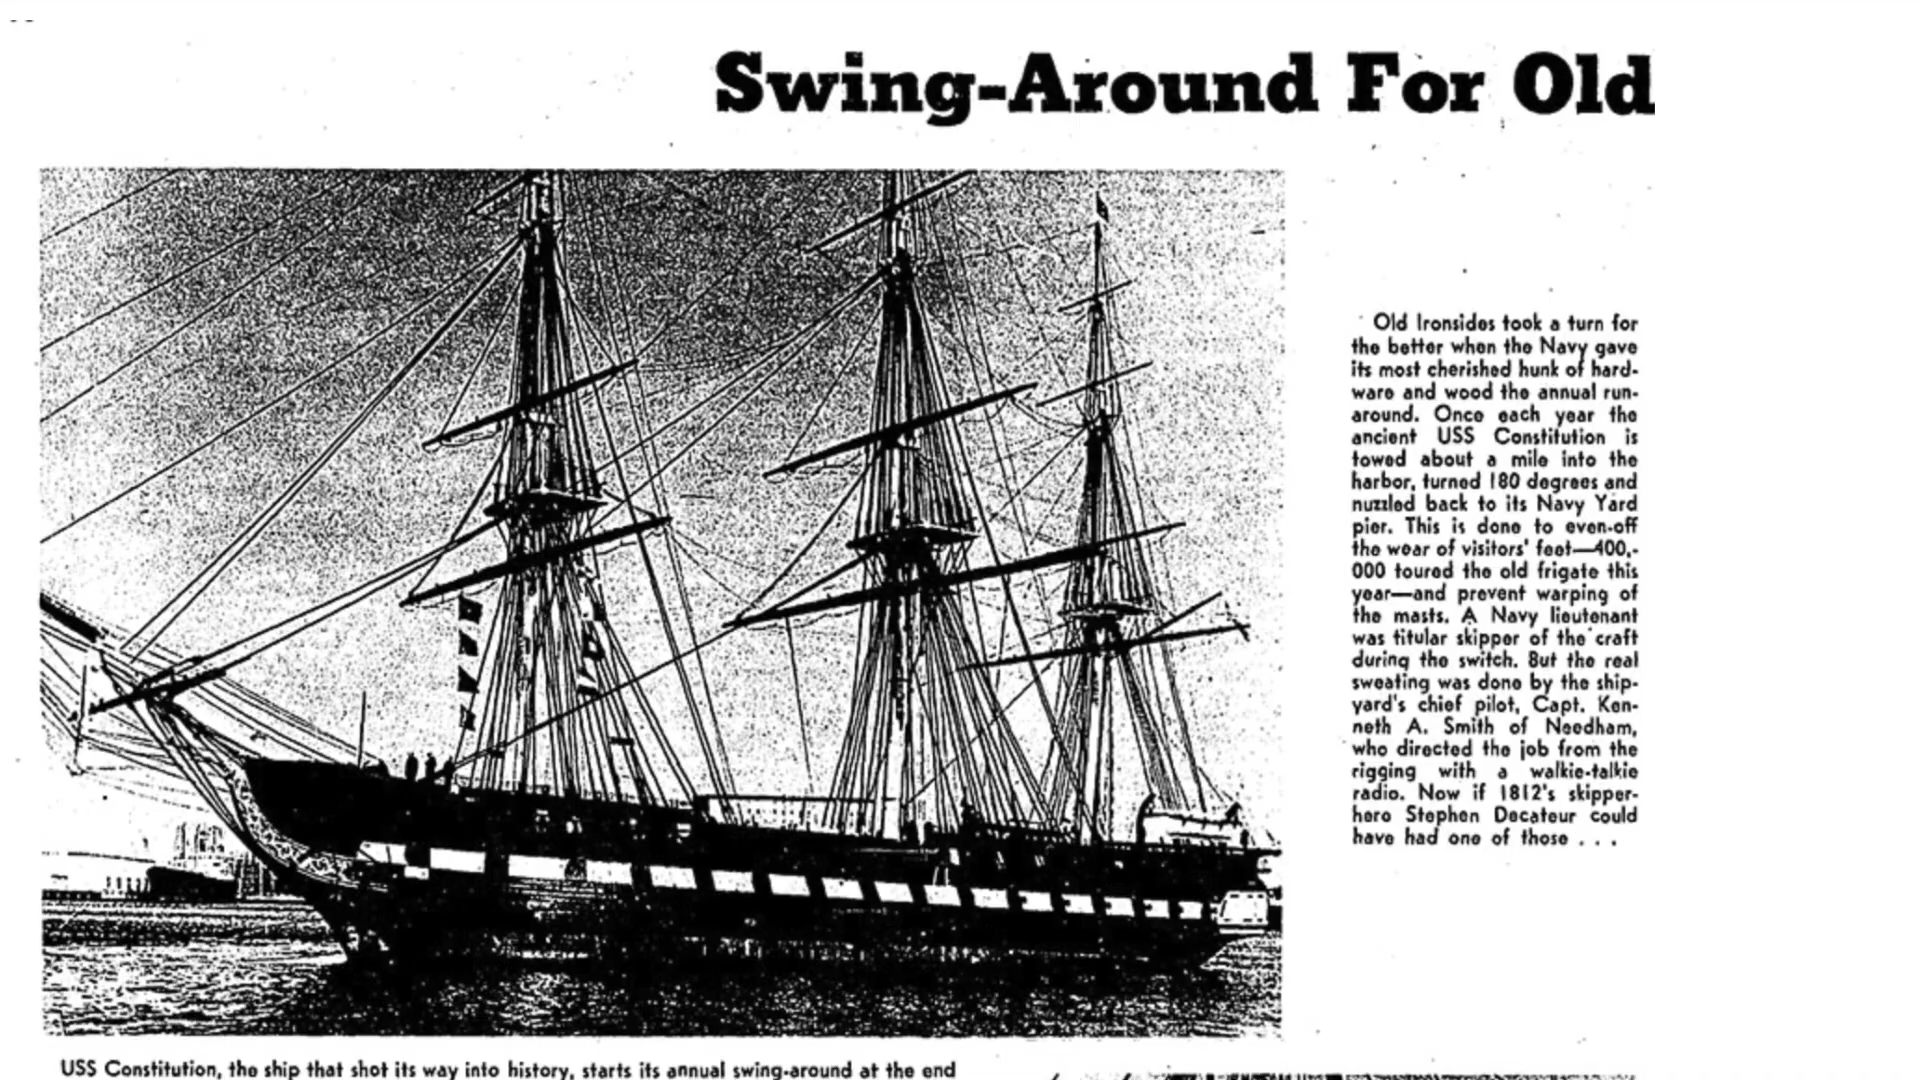 Swing-Around For Old
Old Ironsides took a turn for
the better when the Navy gave
its most cherished hunk of hard-
ware and wood the annual run-
around. Once each year the
ancient USS Constitution is
towed about a mile into the
harbor, turned 180 degrees and
nuzzled back to its Navy Yard
pier. This is done to even-off
the wear of visitors' feet—400,-
000 toured the old frigate this
year—and prevent warping of
the masts. A Navy lieutenant
was titular skipper of the craft
during the switch. But the real
sweating was done by the ship-
yard's chief pilot, Capt. Ken-
neth A. Smith of Needham,
who directed the job from the
rigging with a walkie-talkie
radio. Now if 1812's skipper-
hero Stephen Decateur could
have had one of those . . .
USS Constitution, the ship that shot its way into history, starts its annual swing-around at the end